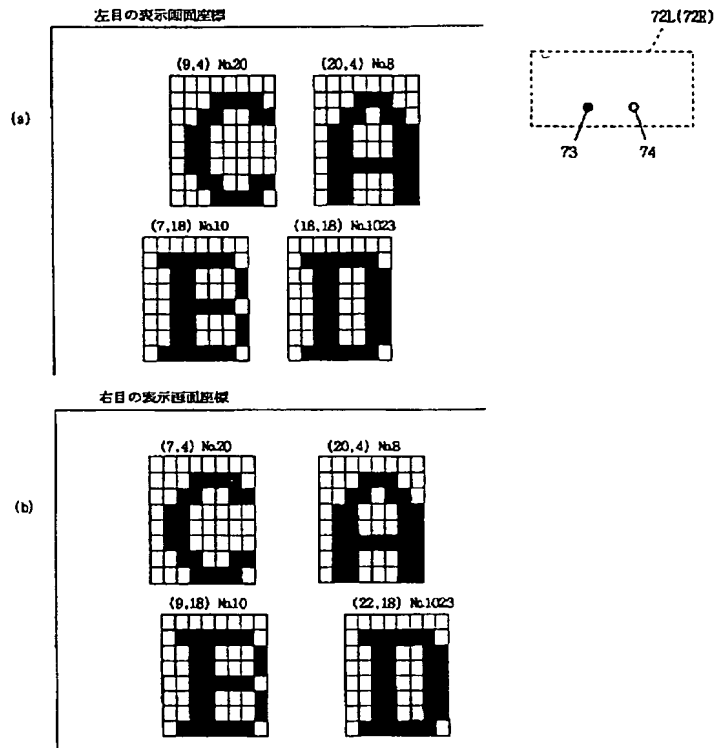 左目の表示画面座標
72L(72R)
(a)
(9,4) No.20
(20,4) No.8
73
74
(7,18) No.10
(18,18) No.1023
右目の表示画面座標
(b)
(7,4) No.20
(20,4) No.8
(9,18) No.10
(22,18) No.1023